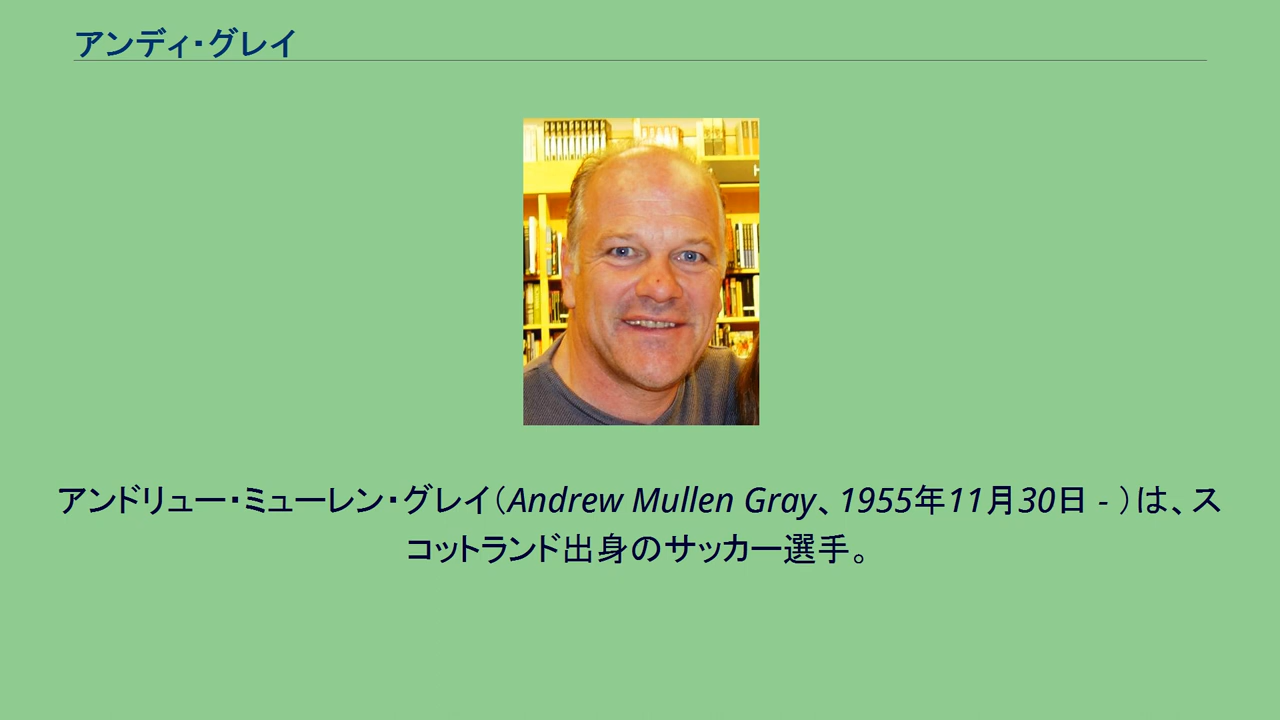 アンディ・グレイ
アンドリュー・ミューレン・グレイ（Andrew Mullen Gray、1955年11月30日 - ）は、ス
コットランド出身のサッカー選手。